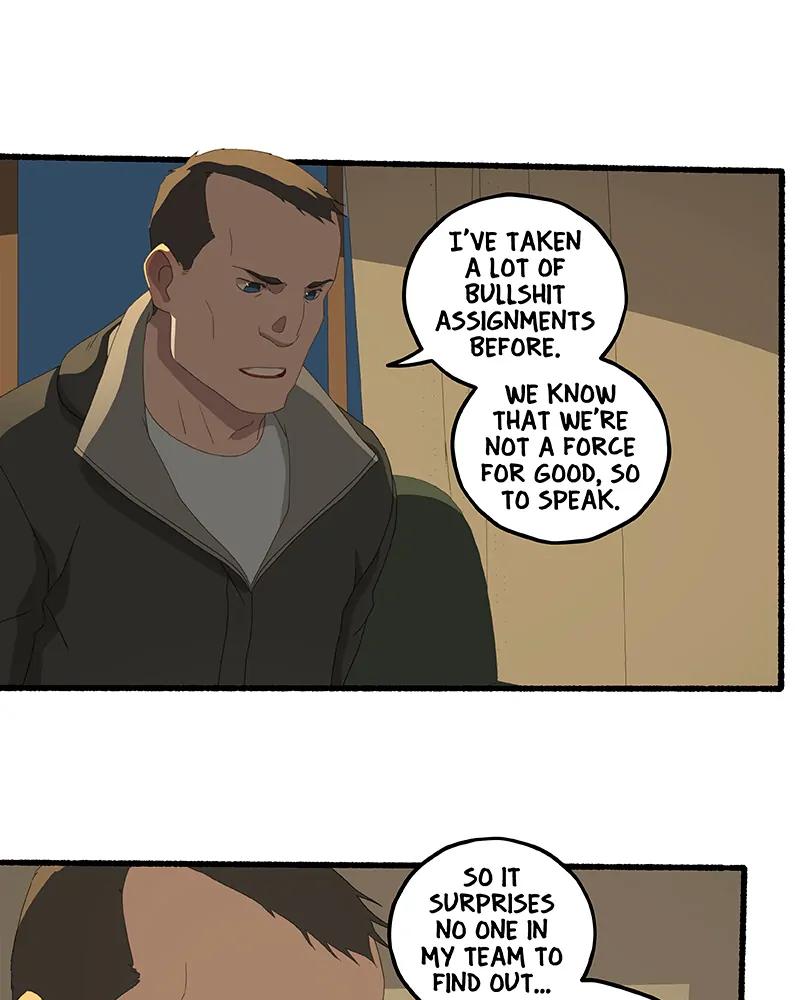 I'VE TAKEN
A LOT OF
BULLSHIT
ASSIGNMENTS
BEFORE.
WE KNOW
THAT WE'RE
NOT A FORCE
FOR GOOD, SO
TO SPEAK.
SO IT
SURPRISES
NO ONE IN
MY TEAM TO
FIND OUT...